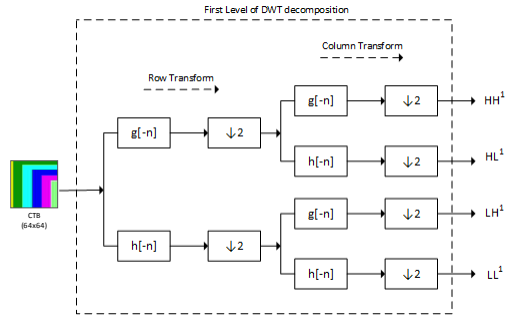 First Level of DWT decomposition
Column Transform
Row Transform
g[-n] ↓2 HH¹
g[-n] ↓2
h[-n] ↓2 HL¹
CTB
(64x64)
g[-n] ↓2 LH¹
h[-n] ↓2
h[-n] ↓2 LL¹